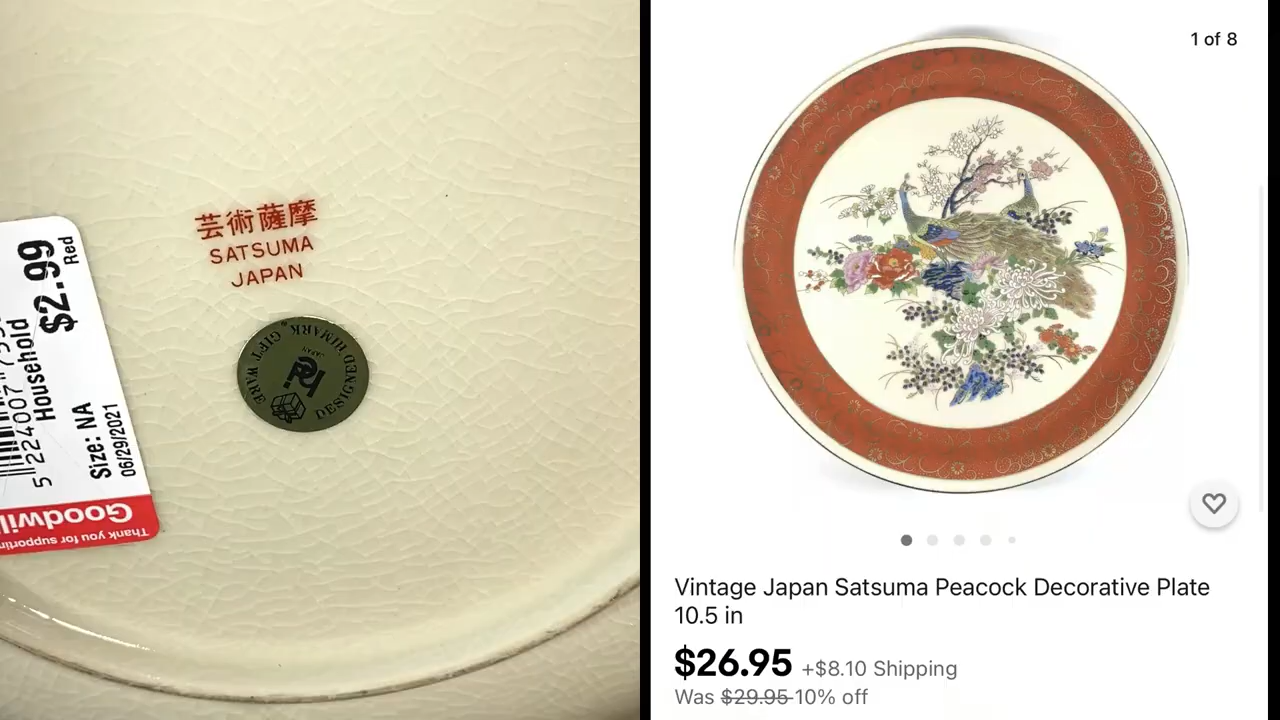 芸術薩摩
SATSUMA
JAPAN
DESIGNED HIMARK GIFT WARE
JAPAN
$2.99
Red
Household
Size: NA
06/29/2021
Goodwil
Thank you for supportin
1 of 8
Vintage Japan Satsuma Peacock Decorative Plate
10.5 in
$26.95 +$8.10 Shipping
Was $29.95 10% off